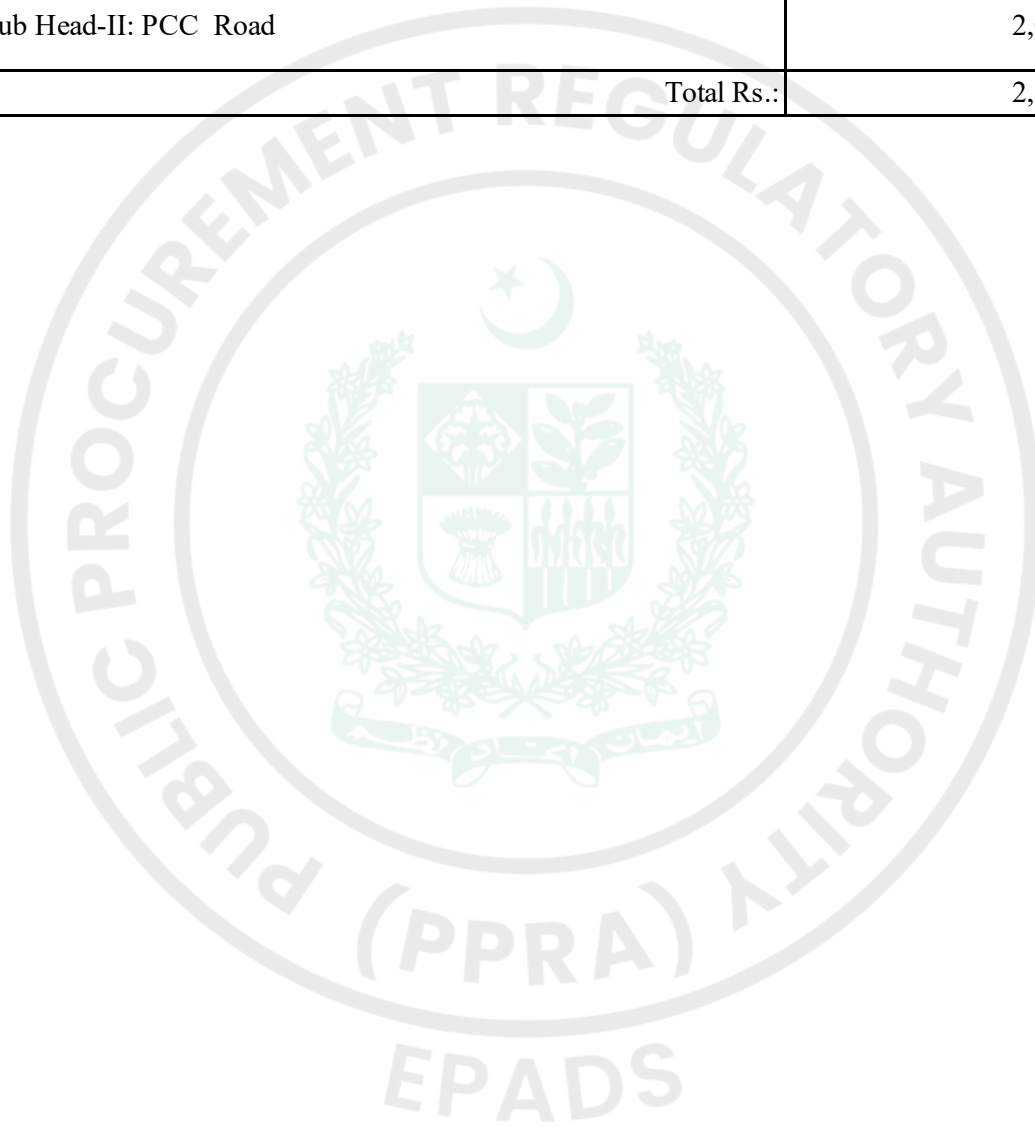 ub Head-II: PCC Road 2,
Total Rs.: 2,
PUBLIC PROCUREMENT REGULATORY AUTHORITY
(PPRA)
EPADS